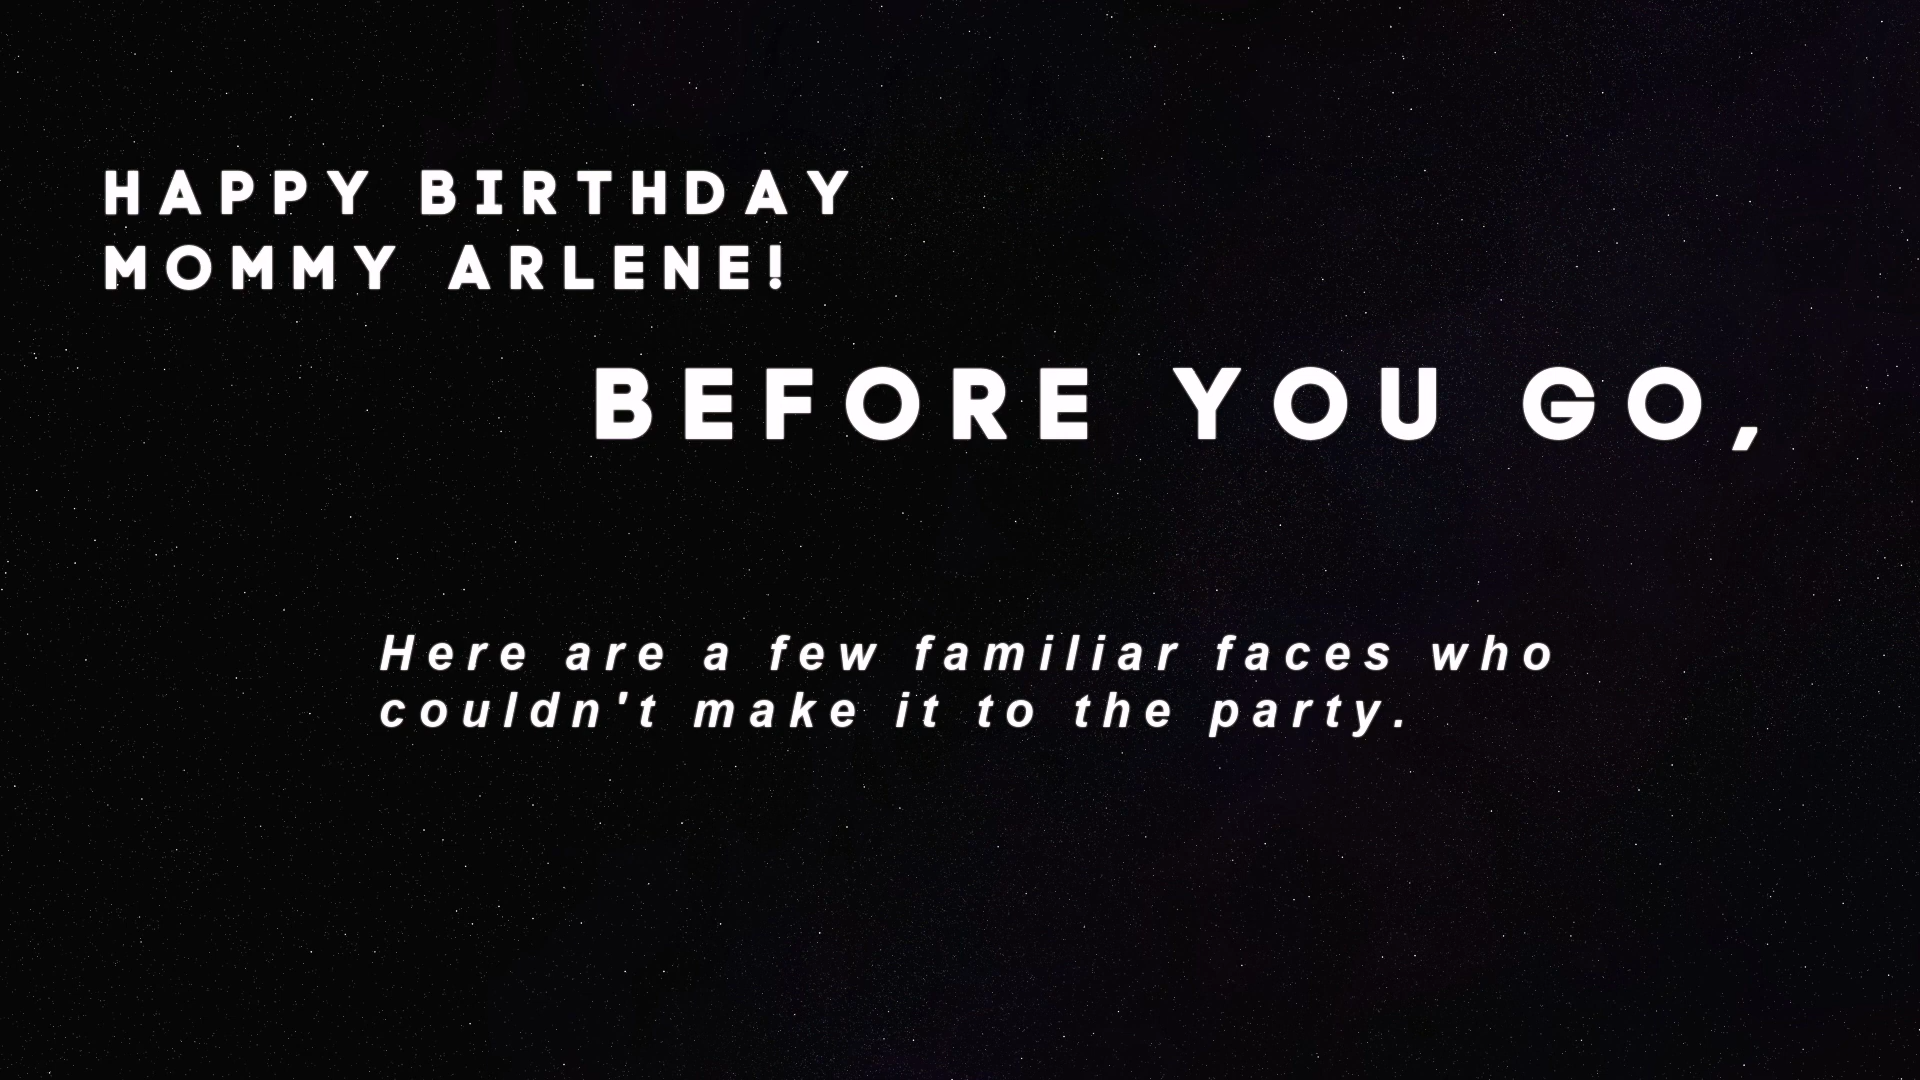 HAPPY BIRTHDAY
MOMMY ARLENE!
BEFORE YOU GO,
Here are a few familiar faces who
couldn't make it to the party.